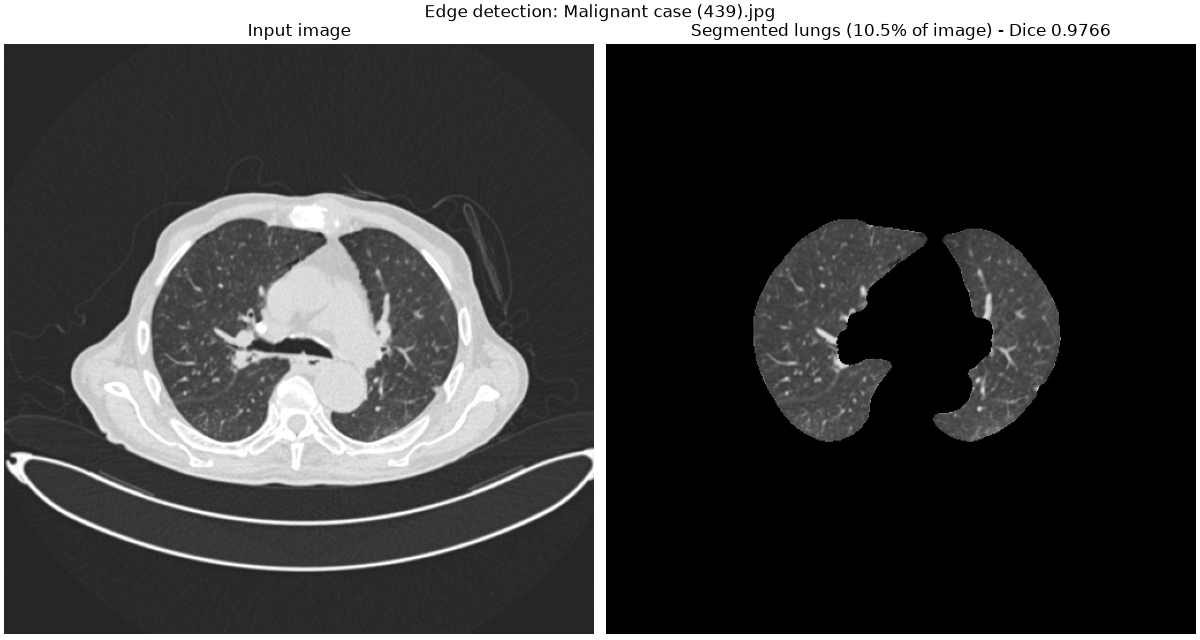 Edge detection: Malignant case (439).jpg
Input image
Segmented lungs (10.5% of image) - Dice 0.9766